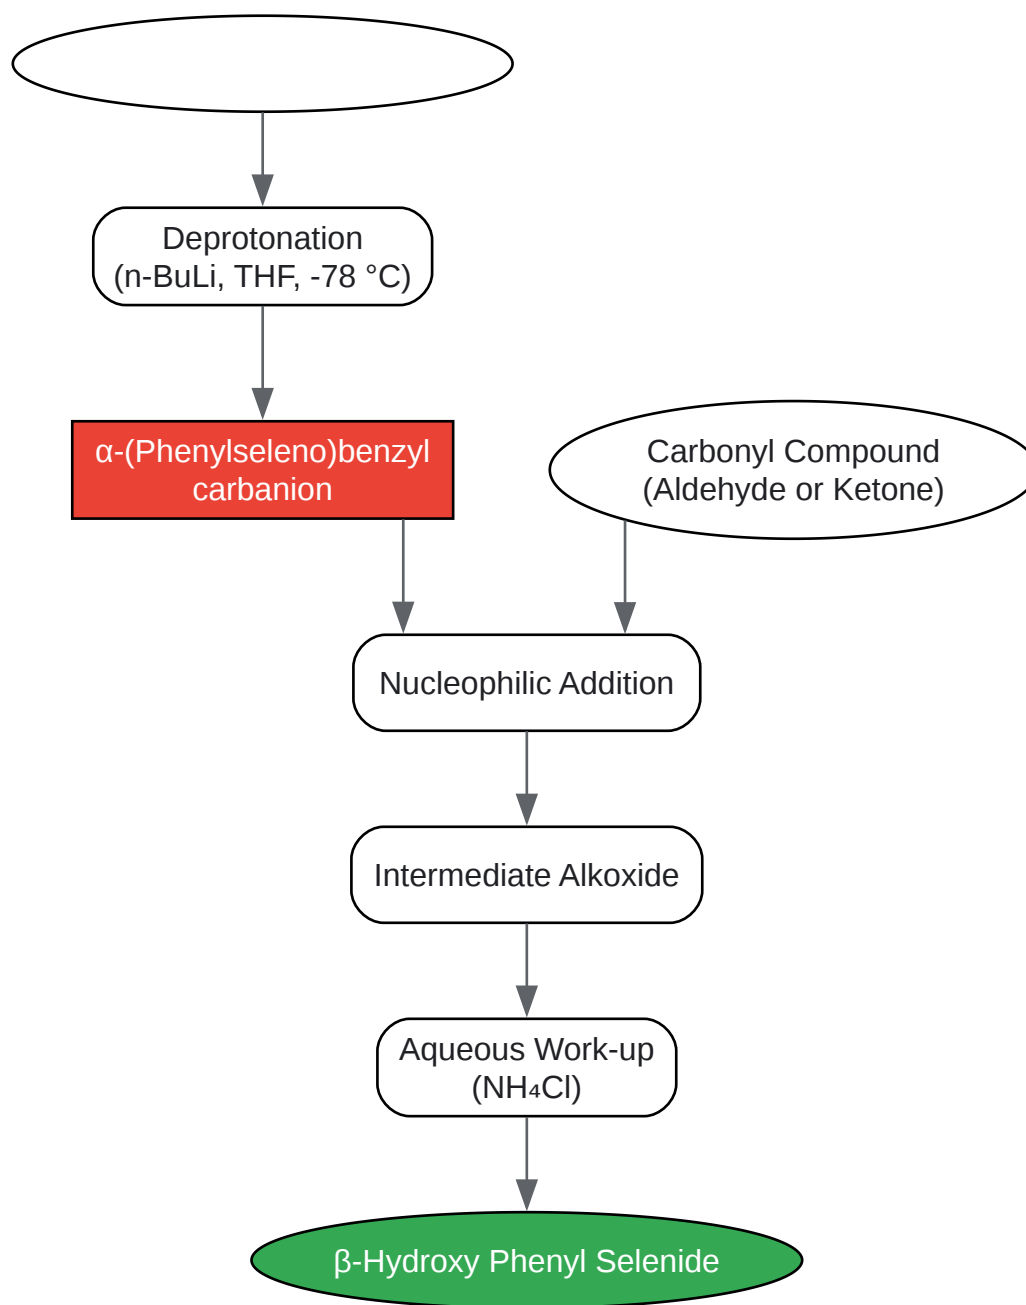 Deprotonation
(n-BuLi, THF, -78 °C)
α-(Phenylseleno)benzyl
carbanion
Carbonyl Compound
(Aldehyde or Ketone)
Nucleophilic Addition
Intermediate Alkoxide
Aqueous Work-up
(NH₄Cl)
β-Hydroxy Phenyl Selenide